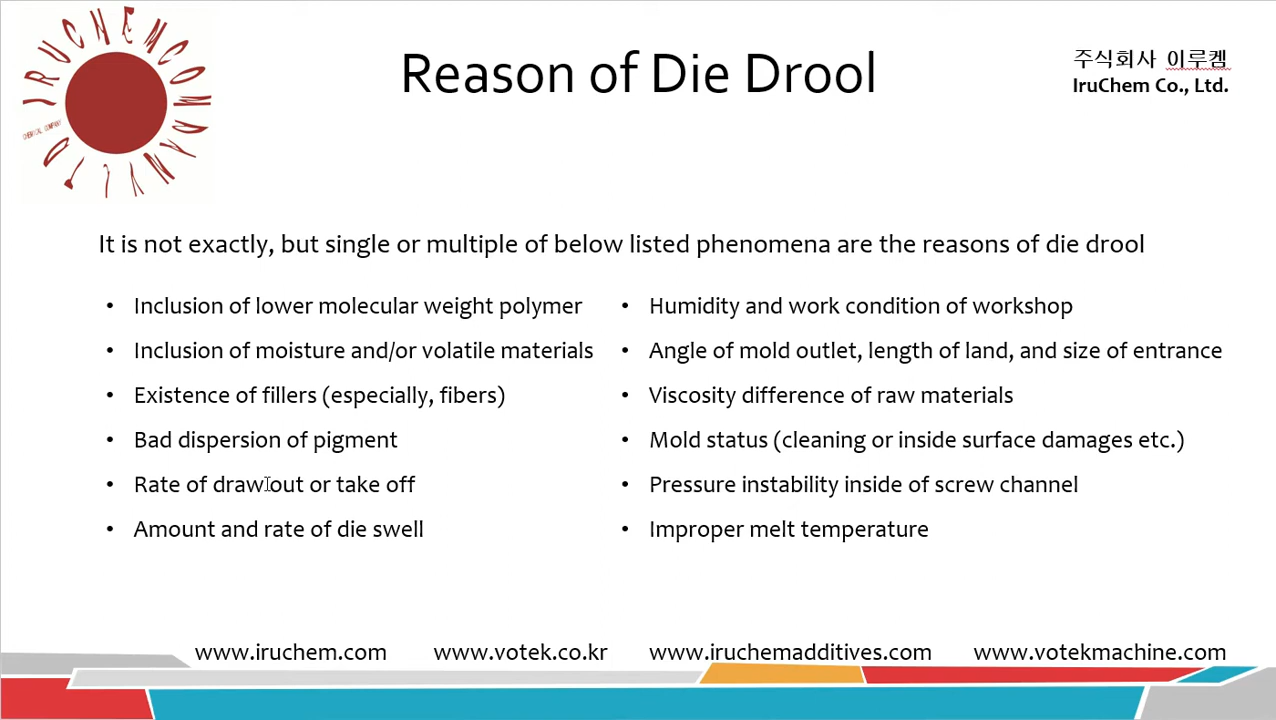 IRUCHEMCOMPANYLTD
CHEMICAL COMPANY
Reason of Die Drool
주식회사 이루켐
IruChem Co., Ltd.
It is not exactly, but single or multiple of below listed phenomena are the reasons of die drool
• Inclusion of lower molecular weight polymer
• Inclusion of moisture and/or volatile materials
• Existence of fillers (especially, fibers)
• Bad dispersion of pigment
• Rate of draw out or take off
• Amount and rate of die swell
• Humidity and work condition of workshop
• Angle of mold outlet, length of land, and size of entrance
• Viscosity difference of raw materials
• Mold status (cleaning or inside surface damages etc.)
• Pressure instability inside of screw channel
• Improper melt temperature
www.iruchem.com www.votek.co.kr www.iruchemadditives.com www.votekmachine.com